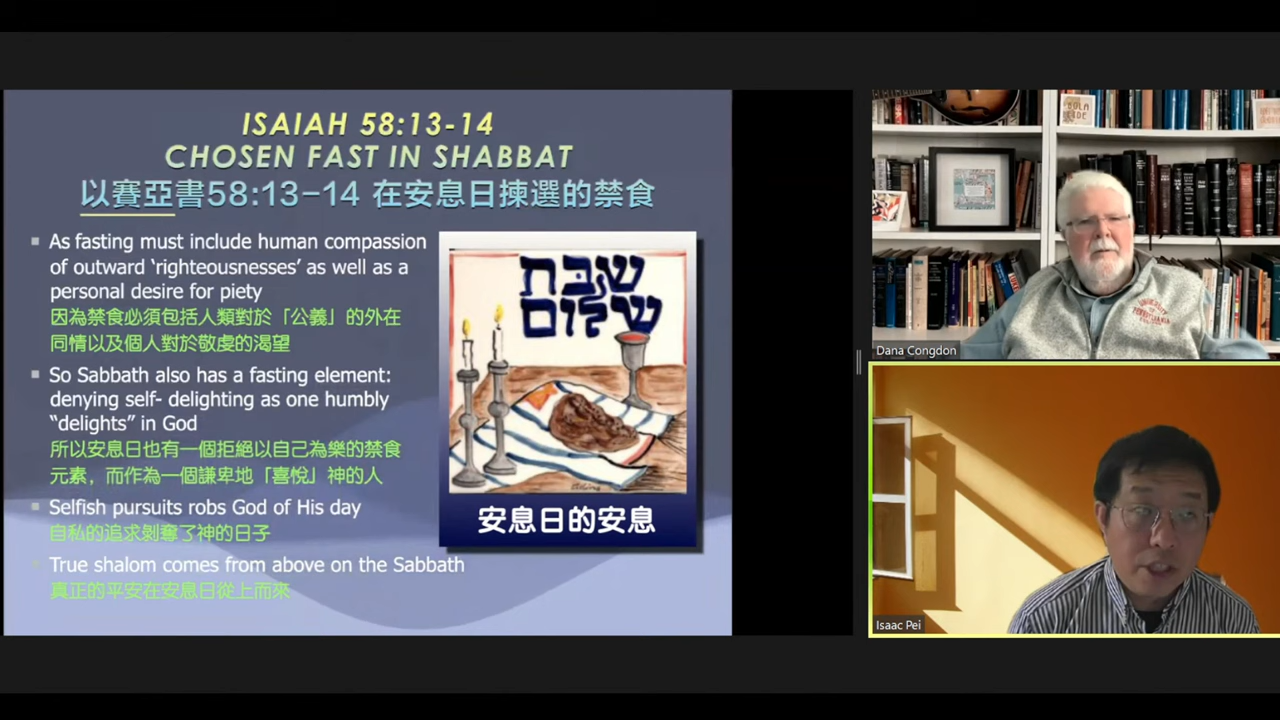 ISAIAH 58:13-14
CHOSEN FAST IN SHABBAT
以賽亞書58:13-14 在安息日揀選的禁食
As fasting must include human compassion
of outward ‘righteousnesses’ as well as a
personal desire for piety
因為禁食必須包括人類對於「公義」的外在
同情以及個人對於敬虔的渴望
So Sabbath also has a fasting element:
denying self- delighting as one humbly
“delights” in God
所以安息日也有一個拒絕以自己為樂的禁食
元素，而作為一個謙卑地「喜悅」神的人
Selfish pursuits robs God of His day
自私的追求剝奪了神的日子
True shalom comes from above on the Sabbath
真正的平安在安息日從上而來
שבת
שלום
安息日的安息
Dana Congdon
Isaac Pei